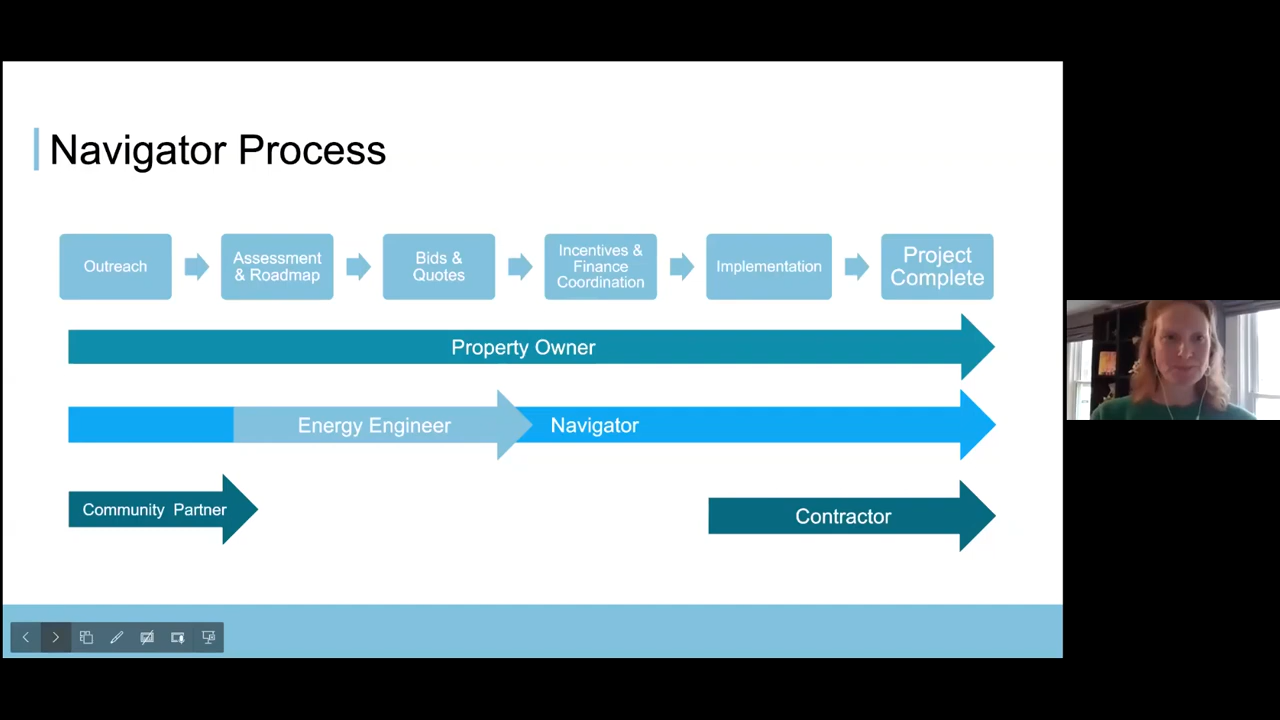 Navigator Process
Outreach
Assessment
& Roadmap
Bids &
Quotes
Incentives &
Finance
Coordination
Implementation
Project
Complete
Property Owner
Energy Engineer
Navigator
Community Partner
Contractor